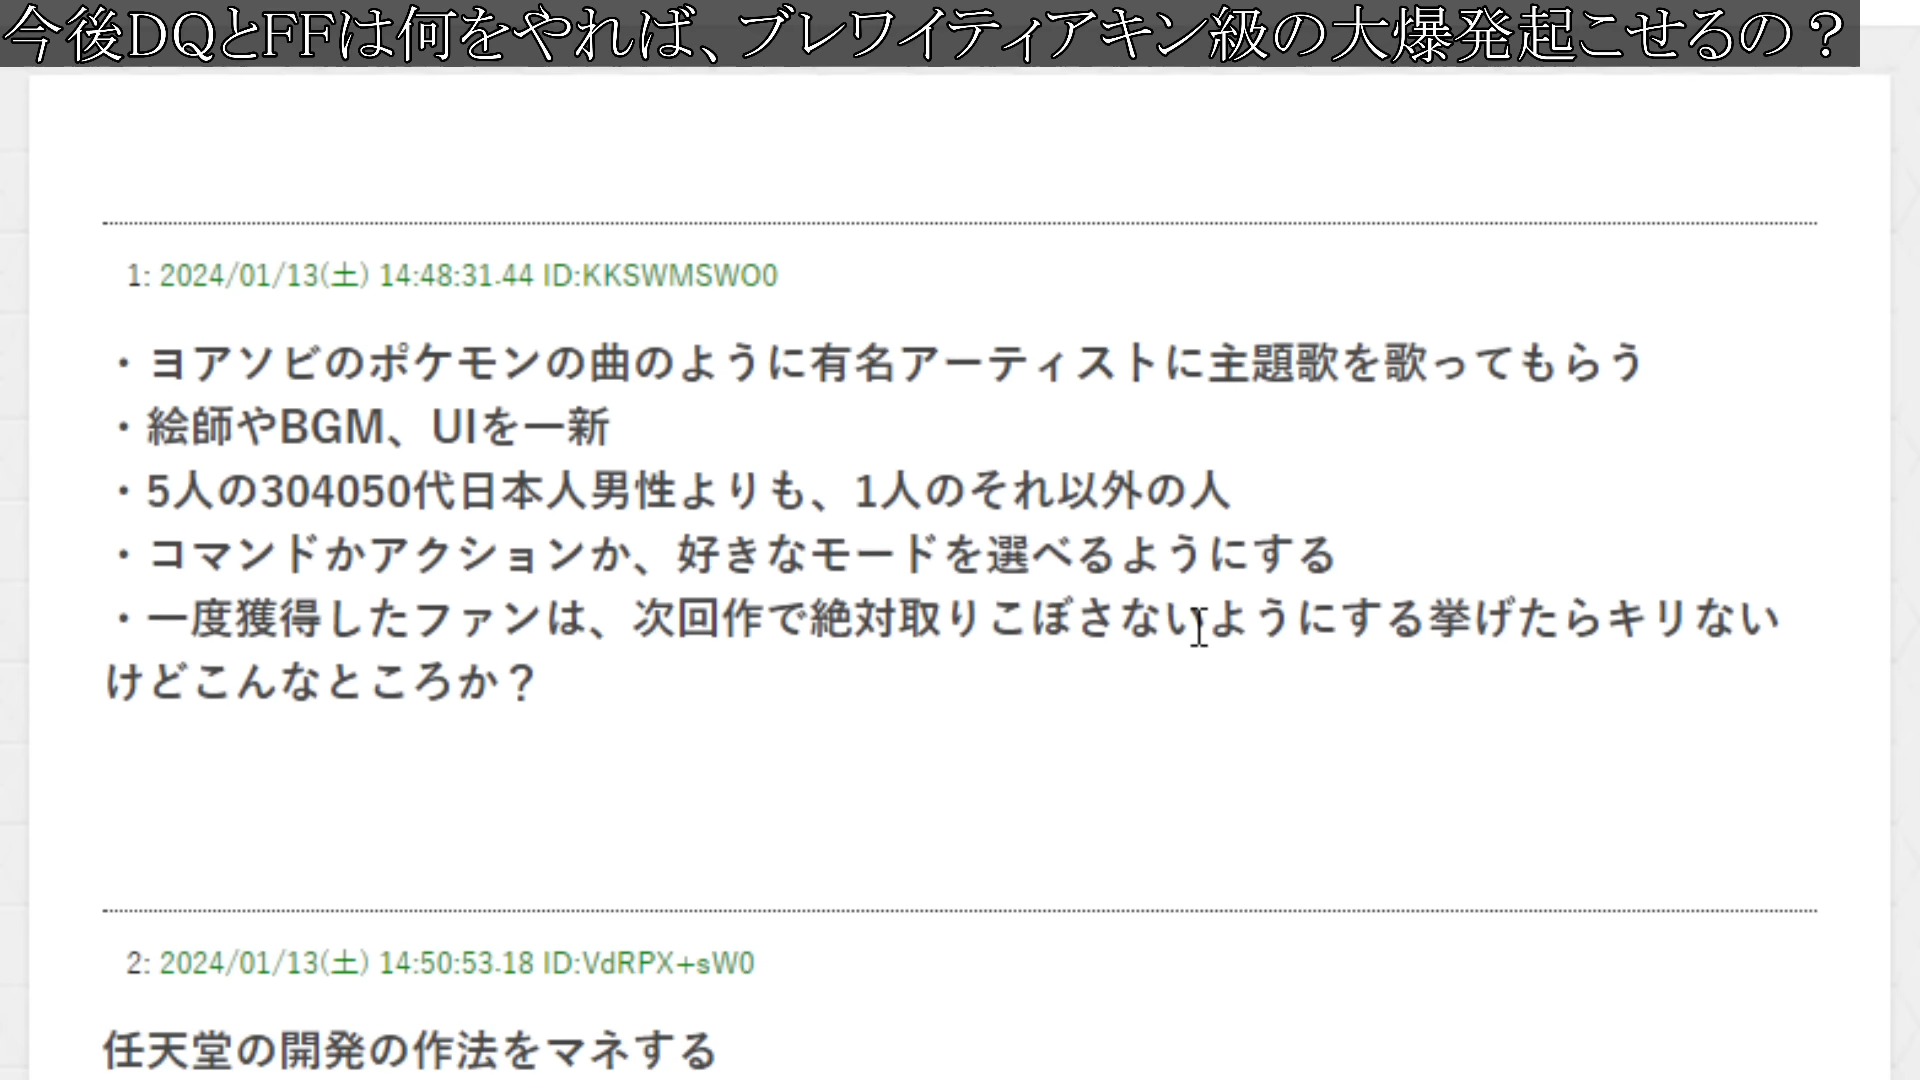 今後DQとFFは何をやれば、ブレワイティアキン級の大爆発起こせるの？
1: 2024/01/13(土) 14:48:31.44 ID:KKSWMSWO0
・ヨアソビのポケモンの曲のように有名アーティストに主題歌を歌ってもらう
・絵師やBGM、UIを一新
・5人の304050代日本人男性よりも、1人のそれ以外の人
・コマンドかアクションか、好きなモードを選べるようにする
・一度獲得したファンは、次回作で絶対取りこぼさないようにする挙げたらキリない
けどこんなところか？
2: 2024/01/13(土) 14:50:53.18 ID:VdRPX+sW0
任天堂の開発の作法をマネする